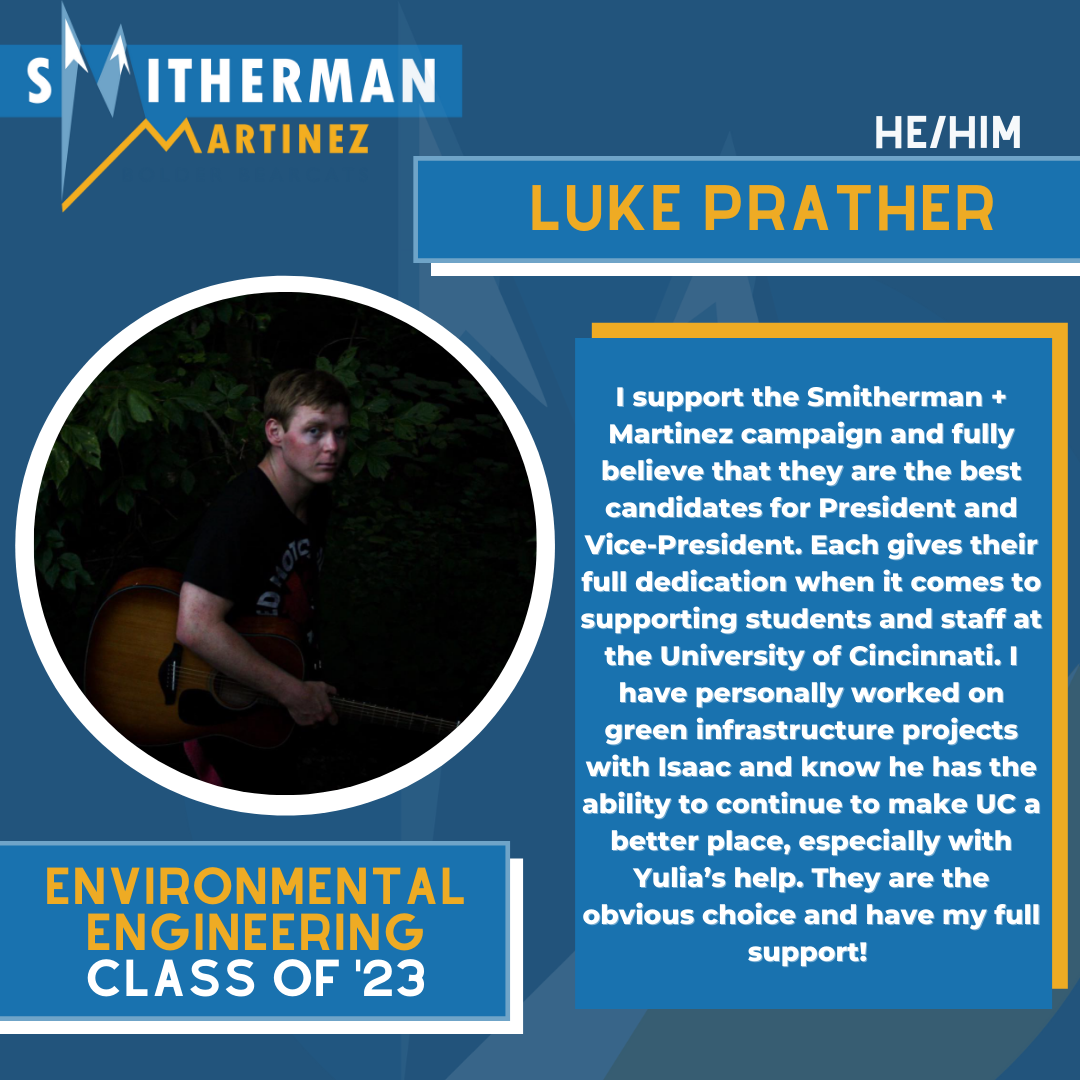 SMITHERMAN
MARTINEZ
HE/HIM
LUKE PRATHER
I support the Smitherman +
Martinez campaign and fully
believe that they are the best
candidates for President and
Vice-President. Each gives their
full dedication when it comes to
supporting students and staff at
the University of Cincinnati. I
have personally worked on
green infrastructure projects
with Isaac and know he has the
ability to continue to make UC a
better place, especially with
Yulia’s help. They are the
obvious choice and have my full
support!
ENVIRONMENTAL
ENGINEERING
CLASS OF '23